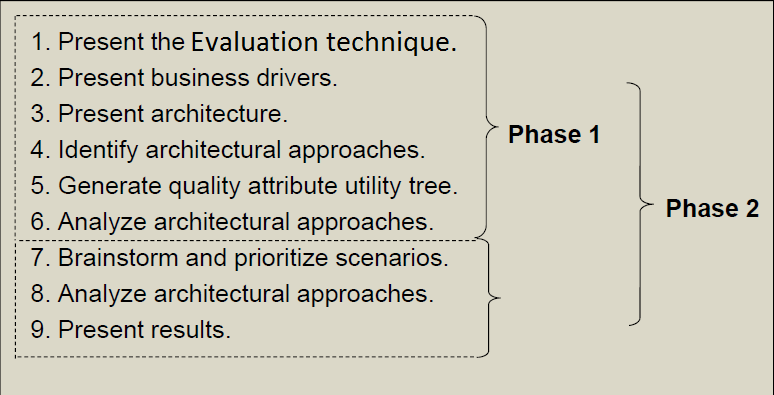 1. Present the Evaluation technique.
2. Present business drivers.
3. Present architecture.
Phase 1
4. Identify architectural approaches.
5. Generate quality attribute utility tree.
Phase 2
6. Analyze architectural approaches.
7. Brainstorm and prioritize scenarios.
8. Analyze architectural approaches.
9. Present results.